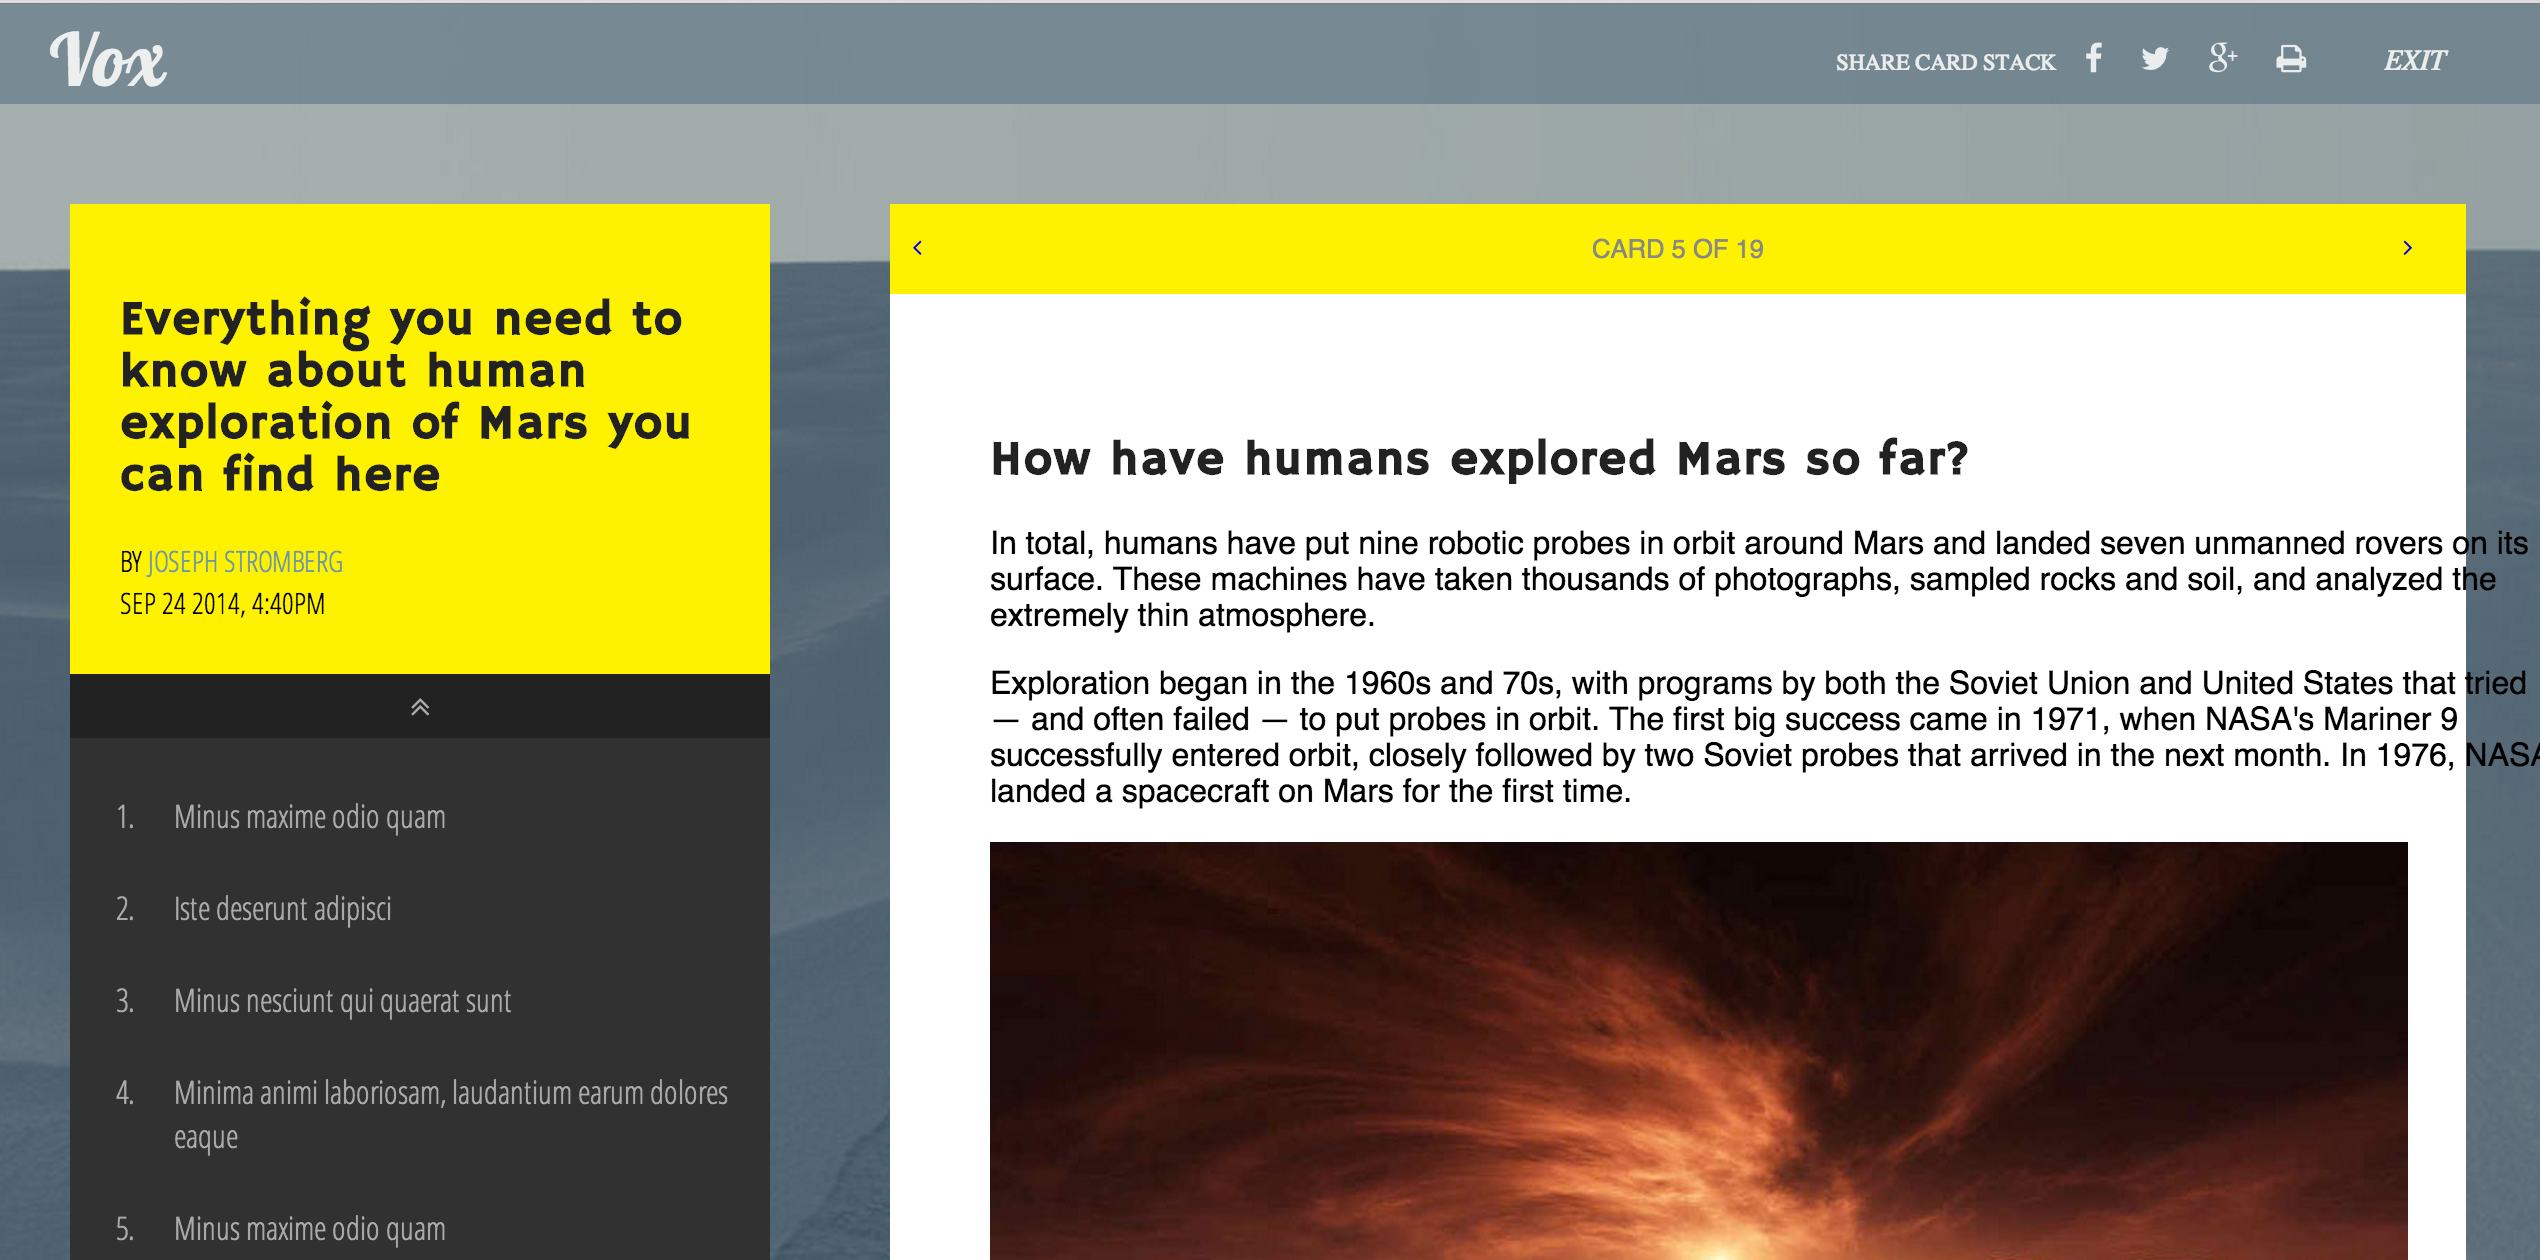 Vox
SHARE CARD STACK
EXIT
Everything you need to
know about human
exploration of Mars you
can find here
BY JOSEPH STROMBERG
SEP 24 2014, 4:40PM
1. Minus maxime odio quam
2. Iste deserunt adipisci
3. Minus nesciunt qui quaerat sunt
4. Minima animi laboriosam, laudantium earum dolores
eaque
5. Minus maxime odio quam
CARD 5 OF 19
How have humans explored Mars so far?
In total, humans have put nine robotic probes in orbit around Mars and landed seven unmanned rovers on its
surface. These machines have taken thousands of photographs, sampled rocks and soil, and analyzed the
extremely thin atmosphere.
Exploration began in the 1960s and 70s, with programs by both the Soviet Union and United States that tried
— and often failed — to put probes in orbit. The first big success came in 1971, when NASA's Mariner 9
successfully entered orbit, closely followed by two Soviet probes that arrived in the next month. In 1976, NASA
landed a spacecraft on Mars for the first time.